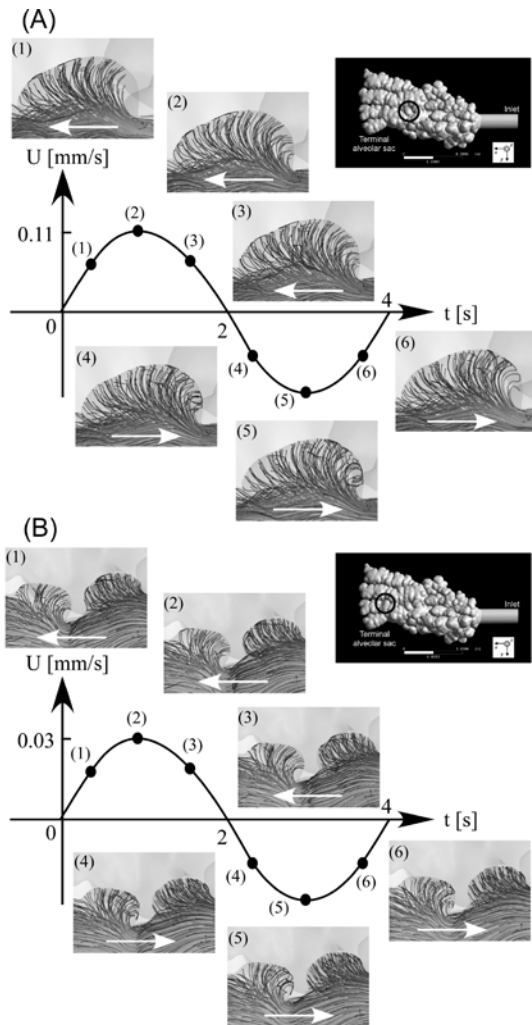 (A)
(1)
(2)
Inlet
Terminal
alveolar sac
U [mm/s]
0.11
(1)
(2)
(3)
(3)
4
0
2
t [s]
(4)
(4)
(5)
(6)
(6)
(5)
(B)
(1)
(2)
Inlet
Terminal
alveolar sac
U [mm/s]
0.03
(1)
(2)
(3)
(3)
4
0
2
t [s]
(4)
(4)
(5)
(6)
(6)
(5)